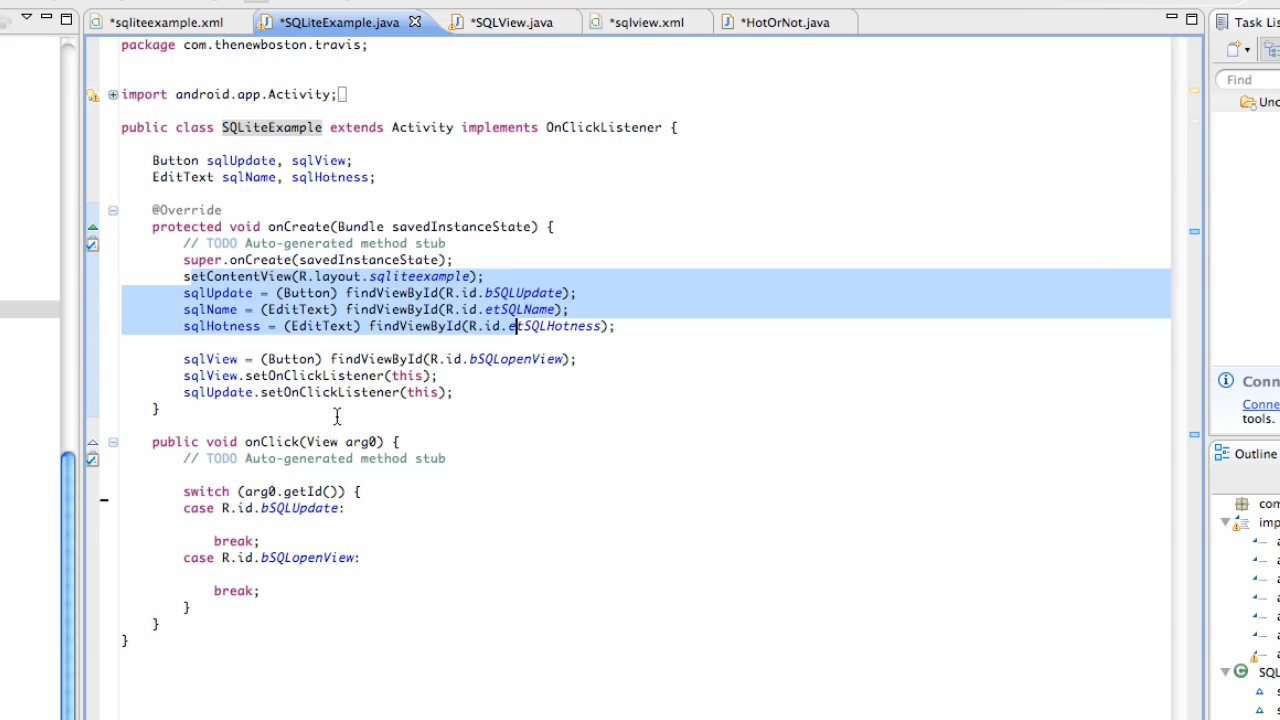 *sqliteexample.xml
*SQLiteExample.java
*SQLView.java
*sqlview.xml
*HotOrNot.java
Task Lis
package com.thenewboston.travis;
Find
import android.app.Activity;
Unc
public class SQLiteExample extends Activity implements OnClickListener {
Button sqlUpdate, sqlView;
EditText sqlName, sqlHotness;
@Override
protected void onCreate(Bundle savedInstanceState) {
// TODO Auto-generated method stub
super.onCreate(savedInstanceState);
setContentView(R.layout.sqliteexample);
sqlUpdate = (Button) findViewById(R.id.bSQLUpdate);
sqlName = (EditText) findViewById(R.id.etSQLName);
sqlHotness = (EditText) findViewById(R.id.etSQLHotness);
sqlView = (Button) findViewById(R.id.bSQLopenView);
sqlView.setOnClickListener(this);
sqlUpdate.setOnClickListener(this);
}
Conn
Conne
tools.
public void onClick(View arg0) {
// TODO Auto-generated method stub
Outline
switch (arg0.getId()) {
case R.id.bSQLUpdate:
com
imp
break;
case R.id.bSQLopenView:
break;
}
}
}
SQL